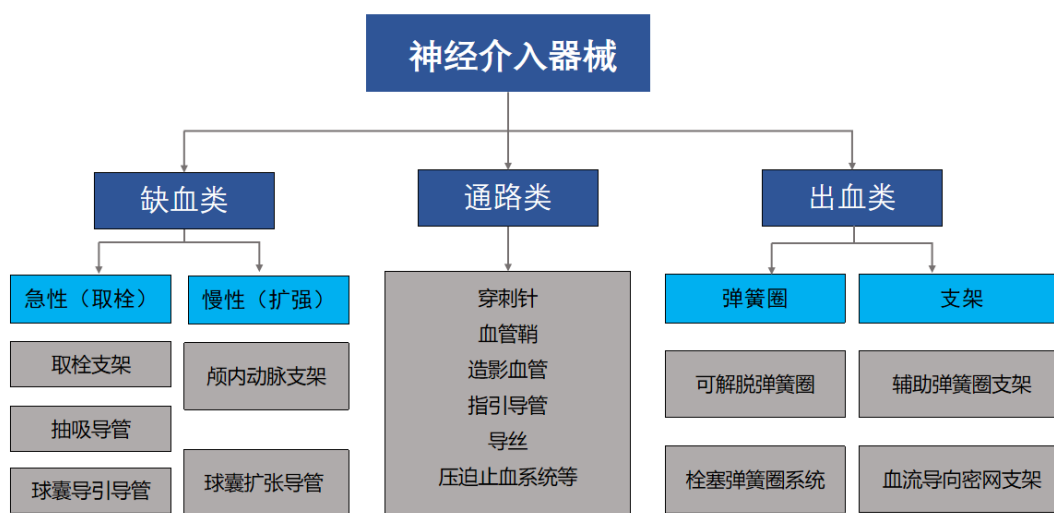 神经介入器械
缺血类
通路类
出血类
急性（取栓）
慢性（扩强）
弹簧圈
支架
取栓支架
抽吸导管
球囊导引导管
颅内动脉支架
球囊扩张导管
穿刺针
血管鞘
造影血管
指引导管
导丝
压迫止血系统等
可解脱弹簧圈
栓塞弹簧圈系统
辅助弹簧圈支架
血流导向密网支架